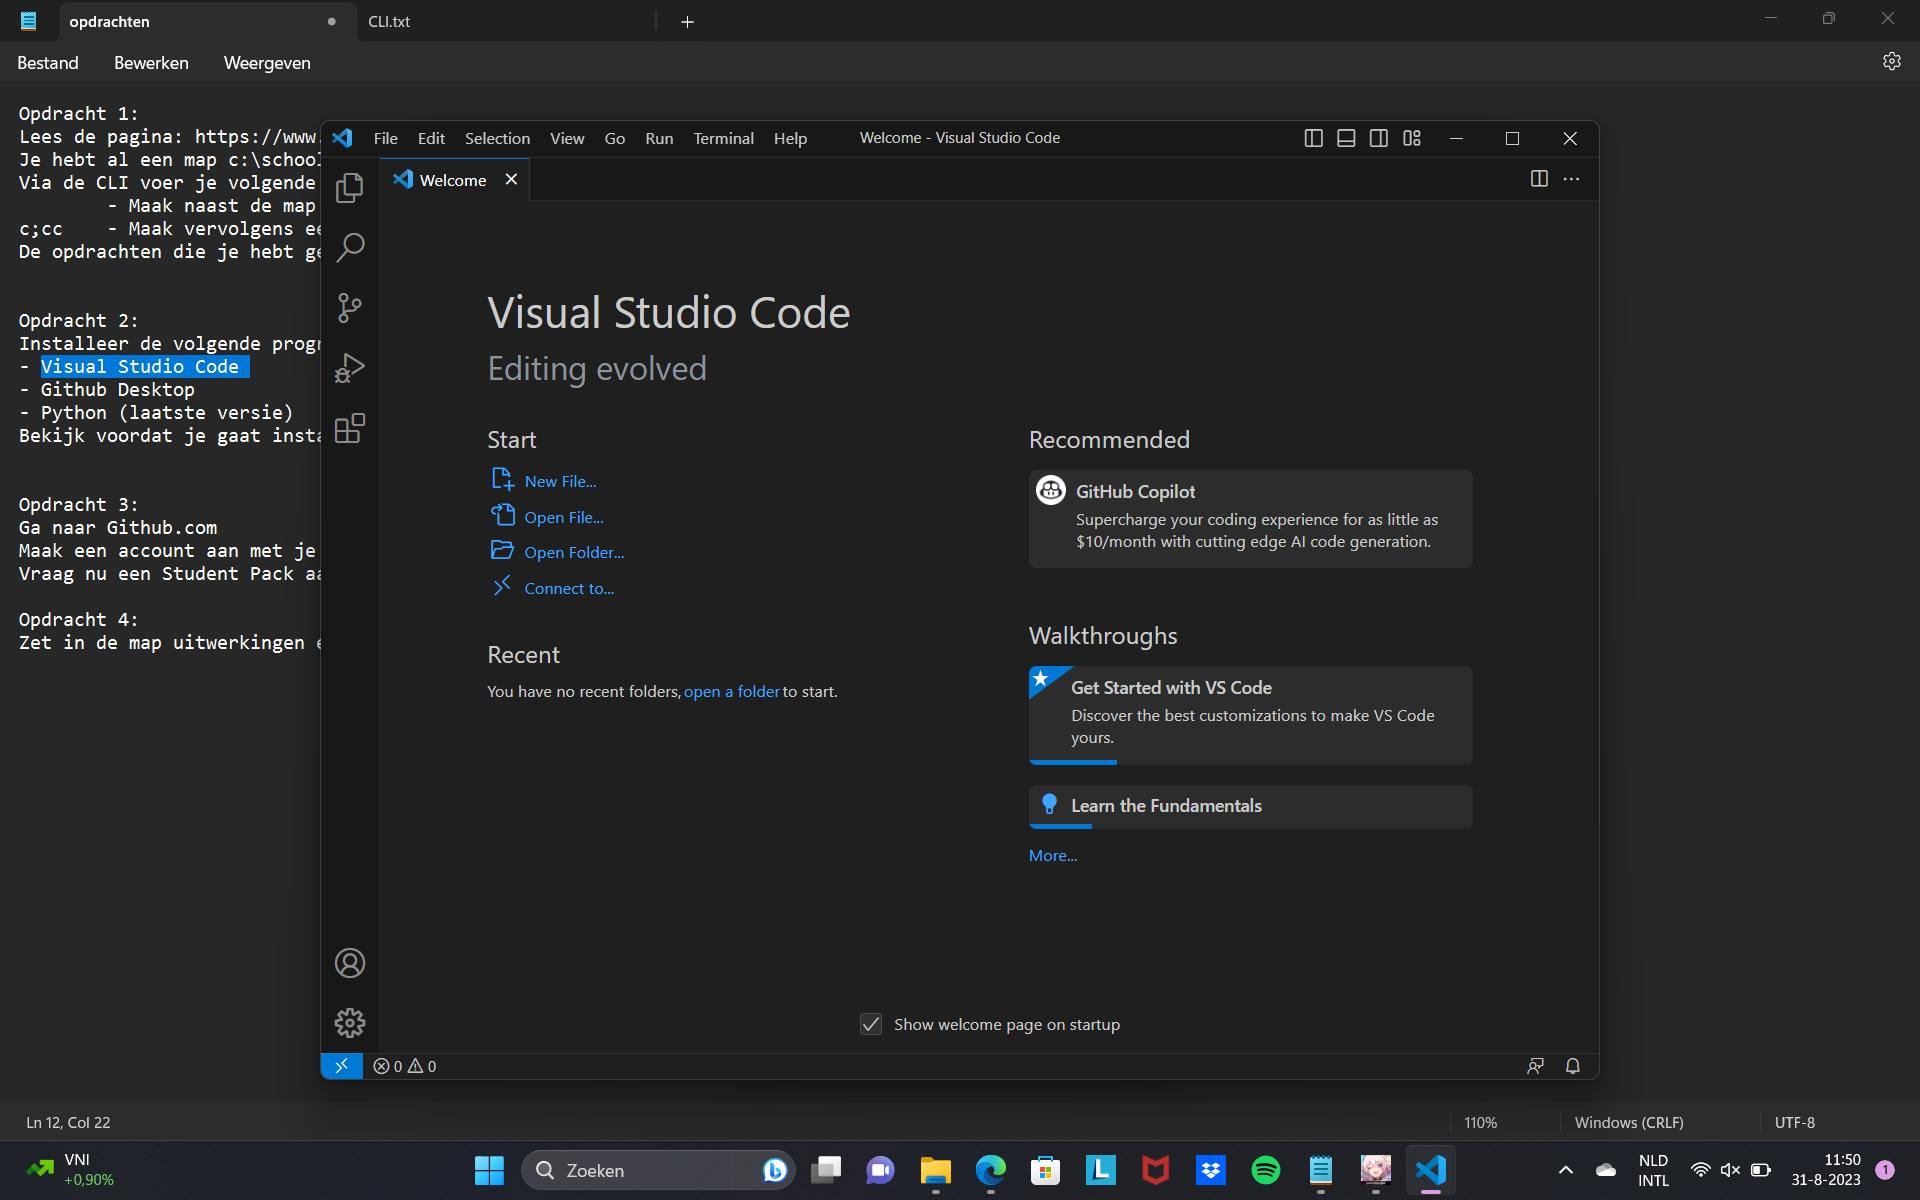 opdrachten
CLI.txt
Bestand Bewerken Weergeven
Opdracht 1:
Lees de pagina: https://www.
Je hebt al een map c:\school
Via de CLI voer je volgende
- Maak naast de map
c;cc - Maak vervolgens
De opdrachten die je hebt
Opdracht 2:
Installeer de volgende
- Visual Studio Code
- Github Desktop
- Python (laatste versie)
Bekijk voordat je gaat
Opdracht 3:
Ga naar Github.com
Maak een account aan met je
Vraag nu een Student Pack
Opdracht 4:
Zet in de map uitwerkingen
File Edit Selection View Go Run Terminal Help
Welcome - Visual Studio Code
Welcome
Visual Studio Code
Editing evolved
Start
New File...
Open File...
Open Folder...
Connect to...
Recent
You have no recent folders, open a folder to start.
Recommended
GitHub Copilot
Supercharge your coding experience for as little as
$10/month with cutting edge AI code generation.
Walkthroughs
Get Started with VS Code
Discover the best customizations to make VS Code
yours.
Learn the Fundamentals
More...
Show welcome page on startup
0 0
Ln 12, Col 22
110%
Windows (CRLF)
UTF-8
VNI
+0,90%
Zoeken
NLD
INTL
11:50
31-8-2023
1